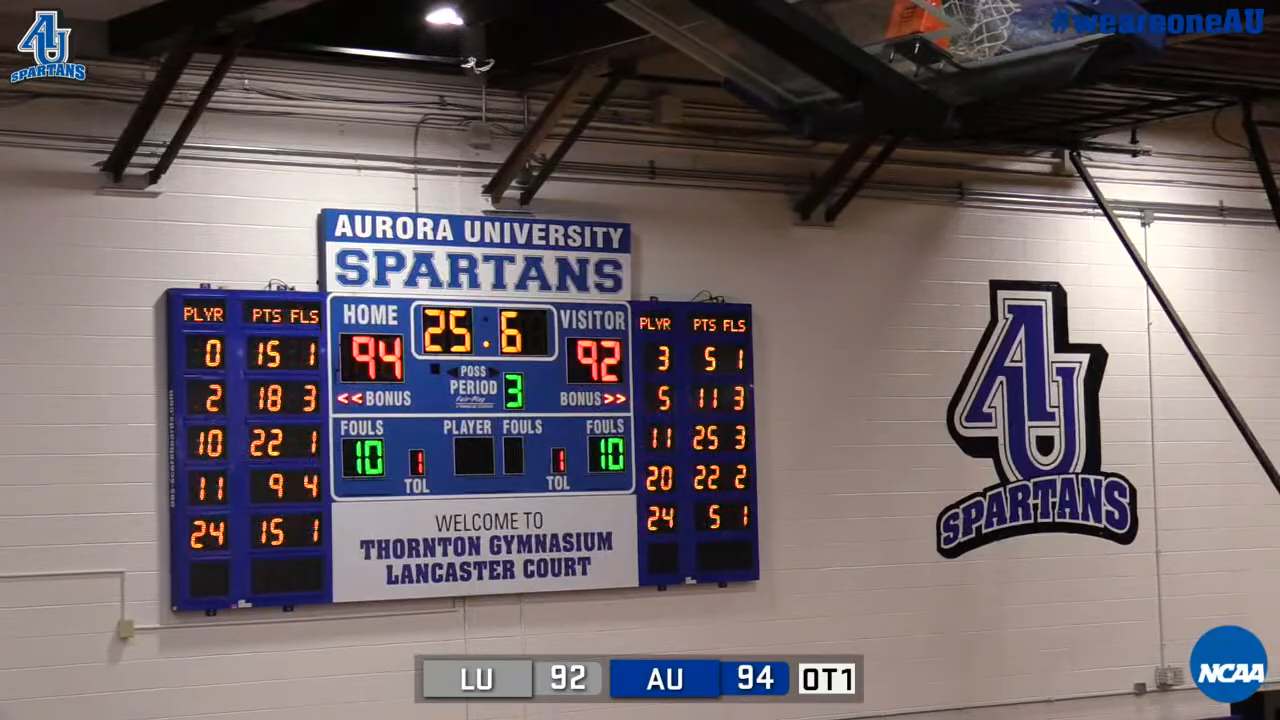 AU
SPARTANS
#weareoneAU
AURORA UNIVERSITY
SPARTANS
HOME 25.6 VISITOR
94 92
POSS
PERIOD 3
Fair-Play
<< BONUS BONUS >>
FOULS PLAYER FOULS FOULS
10 1 1 10
TOL TOL
PLYR PTS FLS
0 15 1
2 18 3
10 22 1
11 9 4
24 15 1
PLYR PTS FLS
3 5 1
5 11 3
11 25 3
20 22 2
24 5 1
WELCOME TO
THORNTON GYMNASIUM
LANCASTER COURT
AU
SPARTANS
LU 92 AU 94 OT1
NCAA